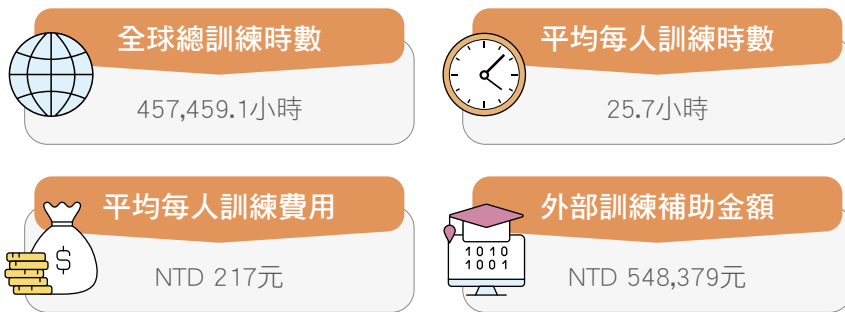 全球總訓練時數
457,459.1小時
平均每人訓練時數
25.7小時
平均每人訓練費用
$
NTD 217元
外部訓練補助金額
1010
1001
NTD 548,379元